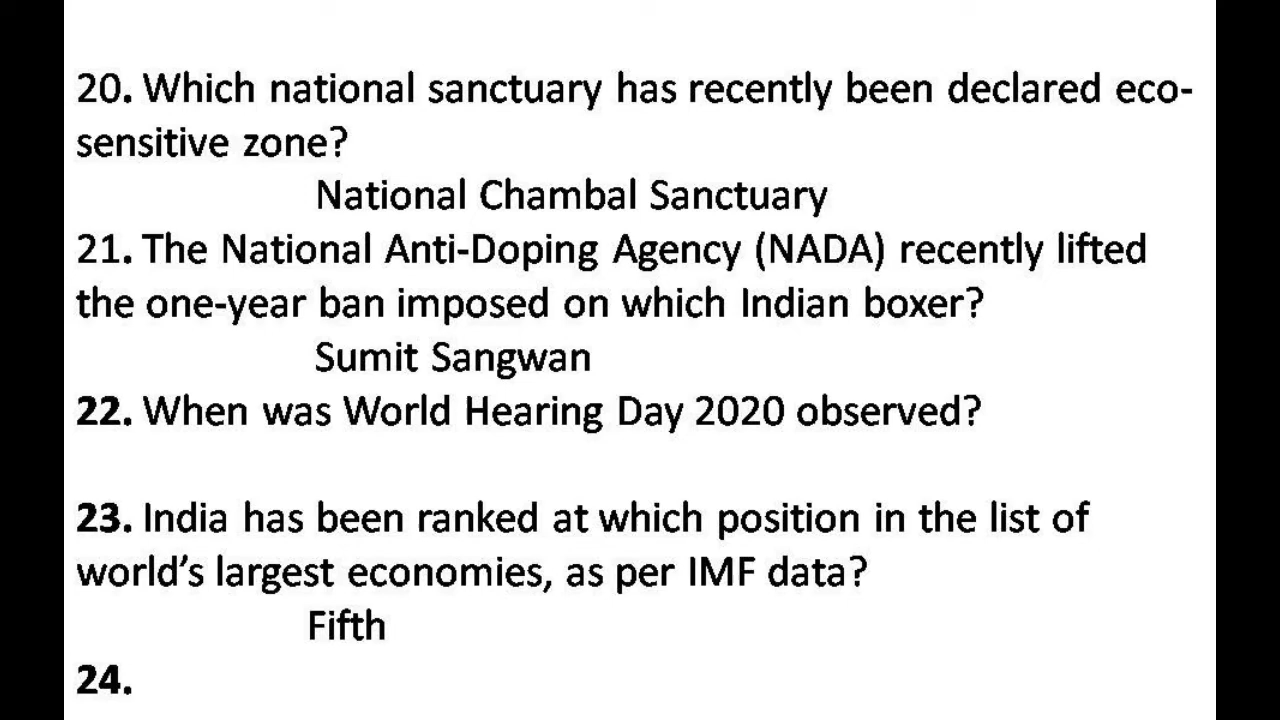 20. Which national sanctuary has recently been declared eco-
sensitive zone?
National Chambal Sanctuary
21. The National Anti-Doping Agency (NADA) recently lifted
the one-year ban imposed on which Indian boxer?
Sumit Sangwan
22. When was World Hearing Day 2020 observed?
23. India has been ranked at which position in the list of
world’s largest economies, as per IMF data?
Fifth
24.